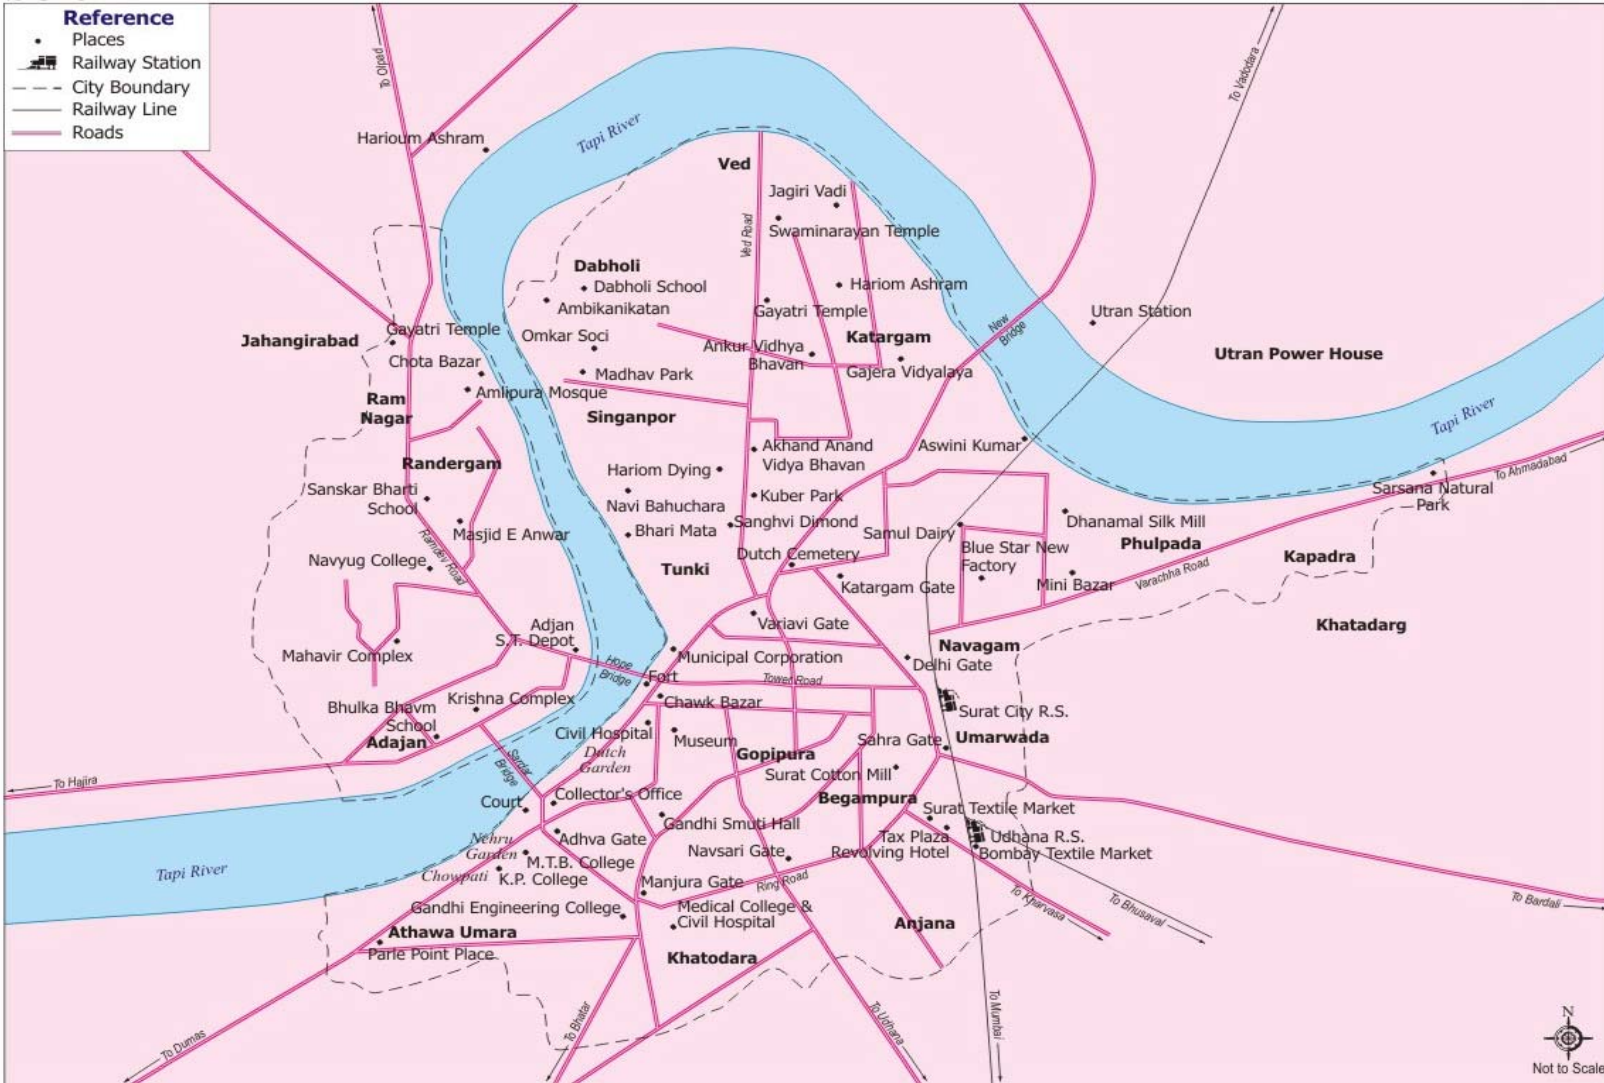 Reference
Places
Railway Station
City Boundary
Railway Line
Roads
To Olpad
To Vadodara
Harioum Ashram
Tapi River
Ved
Jagiri Vadi
Swaminarayan Temple
Ved Road
Dabholi
Dabholi School
Ambikanikatan
Hariom Ashram
Gayatri Temple
Utran Station
New
Bridge
Jahangirabad
Gayatri Temple
Omkar Soci
Katargam
Ankur Vidhya
Bhavan
Utran Power House
Chota Bazar
Madhav Park
Gajera Vidyalaya
Amlipura Mosque
Ram
Nagar
Singanpor
Tapi River
Akhand Anand
Vidya Bhavan
Aswini Kumar
Randergam
Hariom Dying
To Ahmadabad
Sanskar Bharti
School
Kuber Park
Navi Bahuchara
Sarsana Natural
Park
Masjid E Anwar
Bhari Mata
Sanghvi Dimond
Samul Dairy
Dhanamal Silk Mill
Phulpada
Ramdev Road
Navyug College
Dutch Cemetery
Blue Star New
Factory
Kapadra
Tunki
Katargam Gate
Mini Bazar
Varachha Road
Adjan
S.T. Depot
Variavi Gate
Khatadarg
Mahavir Complex
Hope
Bridge
Municipal Corporation
Navagam
Delhi Gate
Fort
Tower Road
Krishna Complex
Chawk Bazar
Bhulka Bhavm
School
Surat City R.S.
Adajan
Civil Hospital
Museum
Sahra Gate
Umarwada
Dutch
Garden
Gopipura
Sardar
Bridge
Surat Cotton Mill
To Hajira
Court
Collector's Office
Begampura
Surat Textile Market
Gandhi Smuti Hall
Nehru
Garden
Adhva Gate
Tax Plaza
Udhana R.S.
Navsari Gate
Revolving Hotel
Bombay Textile Market
Tapi River
M.T.B. College
Chowpati
K.P. College
Manjura Gate
Ring Road
To Kharvasa
To Bhusaval
To Bardali
Gandhi Engineering College
Medical College &
Civil Hospital
Anjana
Athawa Umara
Parle Point Place
Khatodara
To Dumas
To Bhatar
To Udhana
To Mumbai
N
Not to Scale